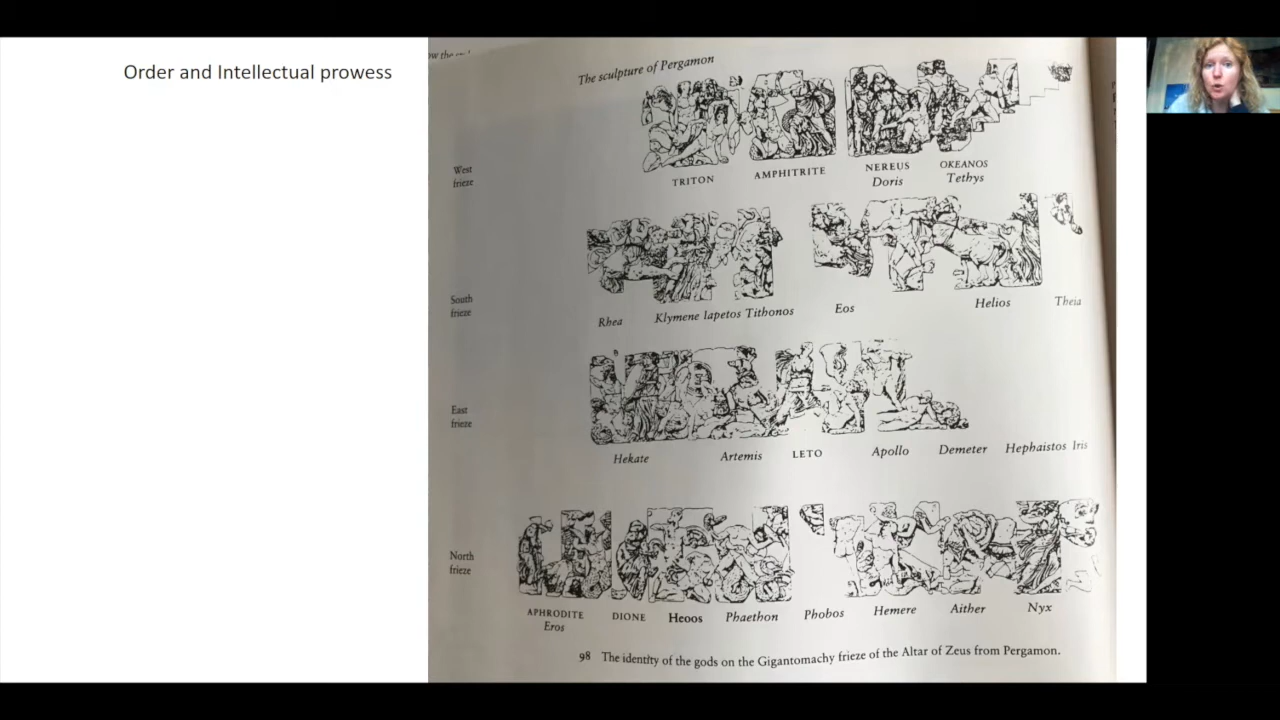 Order and Intellectual prowess
The sculpture of Pergamon
West
frieze
TRITON AMPHITRITE NEREUS OKEANOS
Doris Tethys
South
frieze
Rhea Klymene Iapetos Tithonos Eos Helios Theia
East
frieze
Hekate Artemis LETO Apollo Demeter Hephaistos Iris
North
frieze
APHRODITE DIONE Heoos Phaethon Phobos Hemere Aither Nyx
Eros
98 The identity of the gods on the Gigantomachy frieze of the Altar of Zeus from Pergamon.